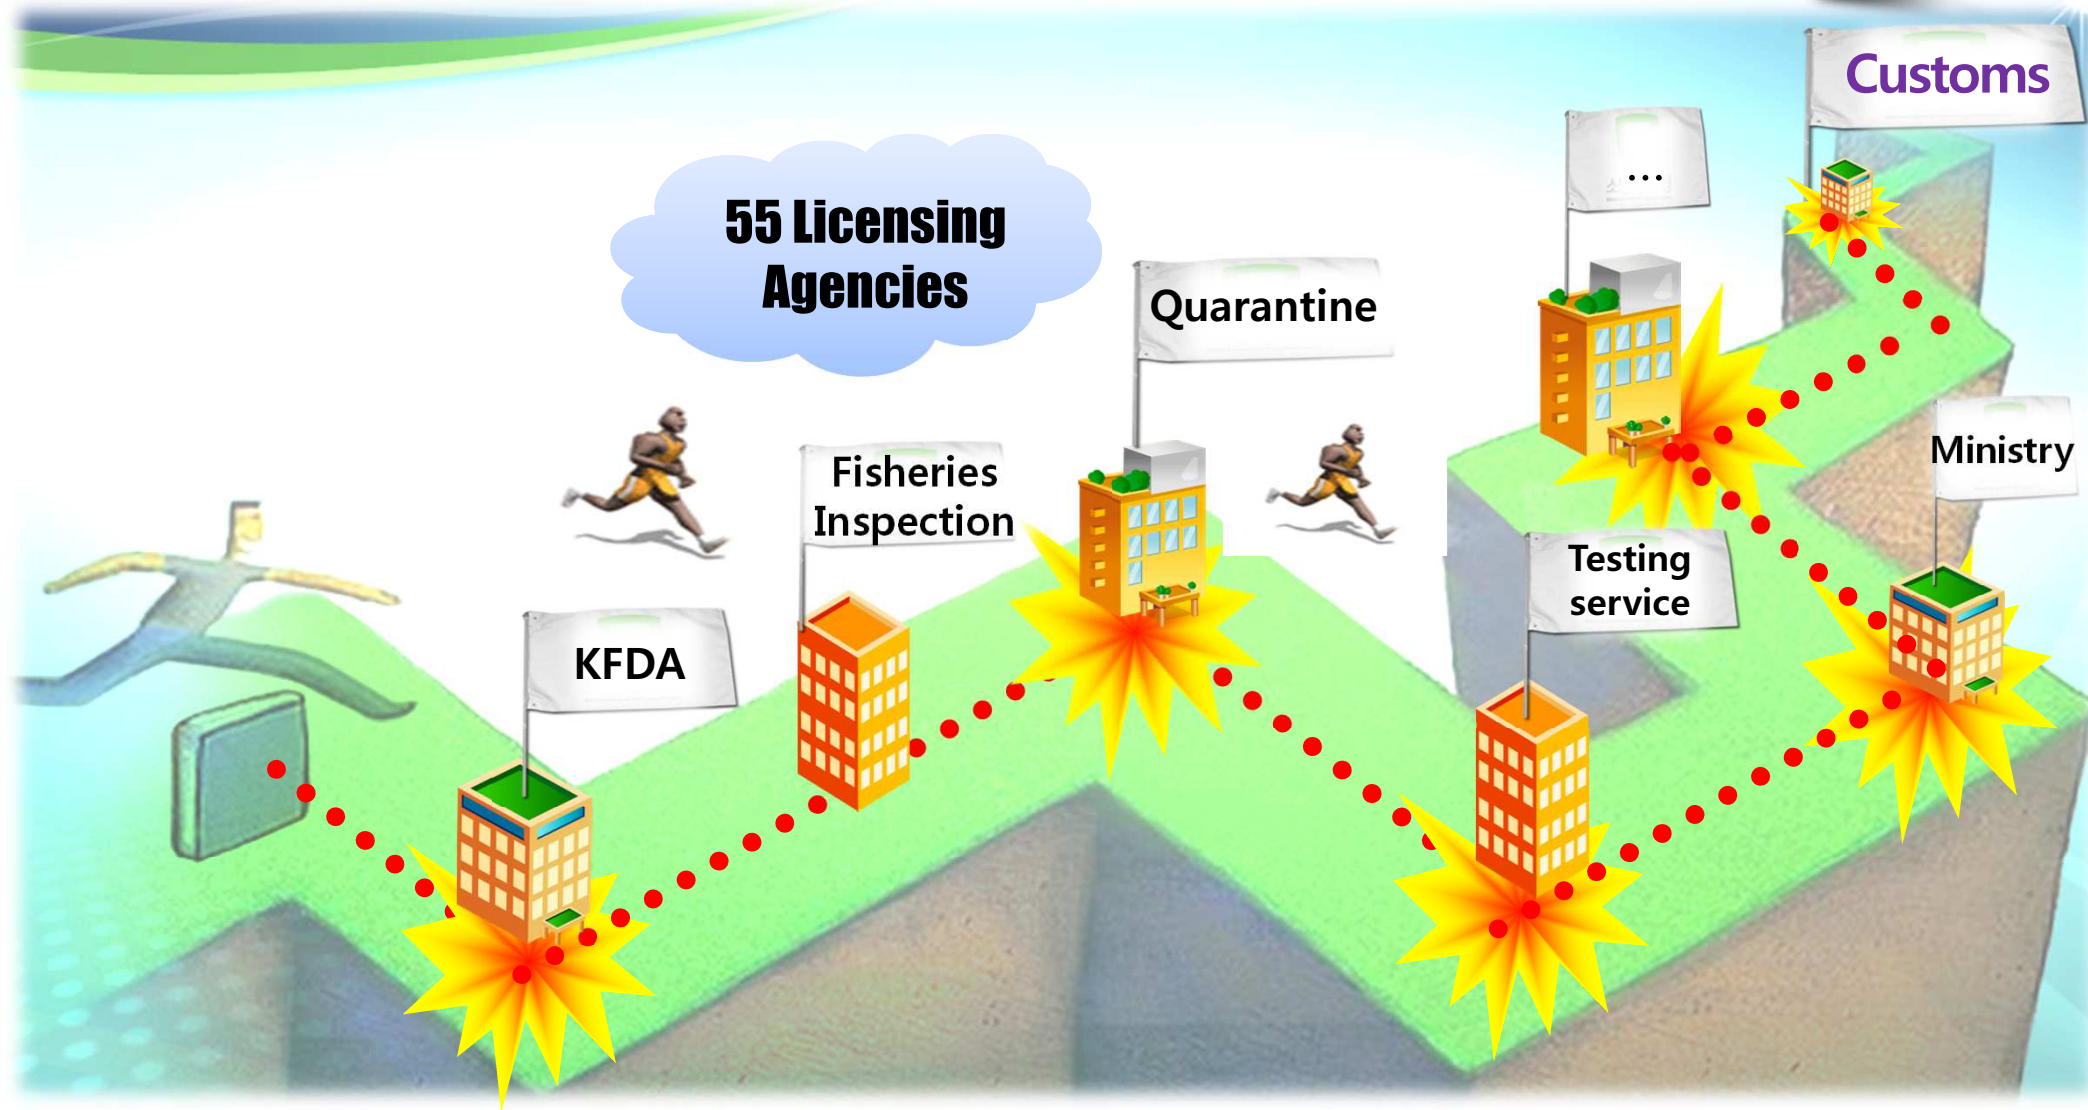 Customs
...
55 Licensing
Agencies
Quarantine
Ministry
Fisheries
Inspection
Testing
service
KFDA